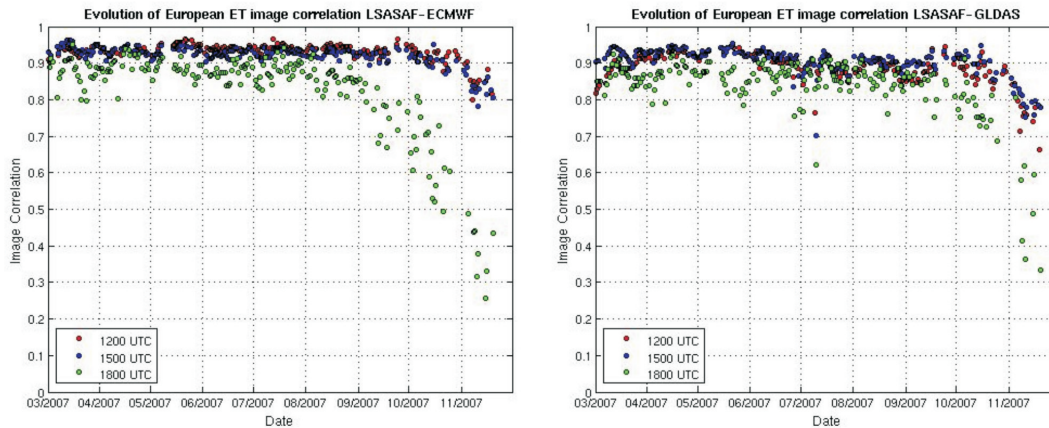 Evolution of European ET image correlation LSASAF-ECMWF
Image Correlation
1
0.9
0.8
0.7
0.6
0.5
0.4
0.3
0.2
0.1
0
1200 UTC
1500 UTC
1800 UTC
03/2007 04/2007 05/2007 06/2007 07/2007 08/2007 09/2007 10/2007 11/2007
Date
Evolution of European ET image correlation LSASAF-GLDAS
Image Correlation
1
0.9
0.8
0.7
0.6
0.5
0.4
0.3
0.2
0.1
0
1200 UTC
1500 UTC
1800 UTC
03/2007 04/2007 05/2007 06/2007 07/2007 08/2007 09/2007 10/2007 11/2007
Date